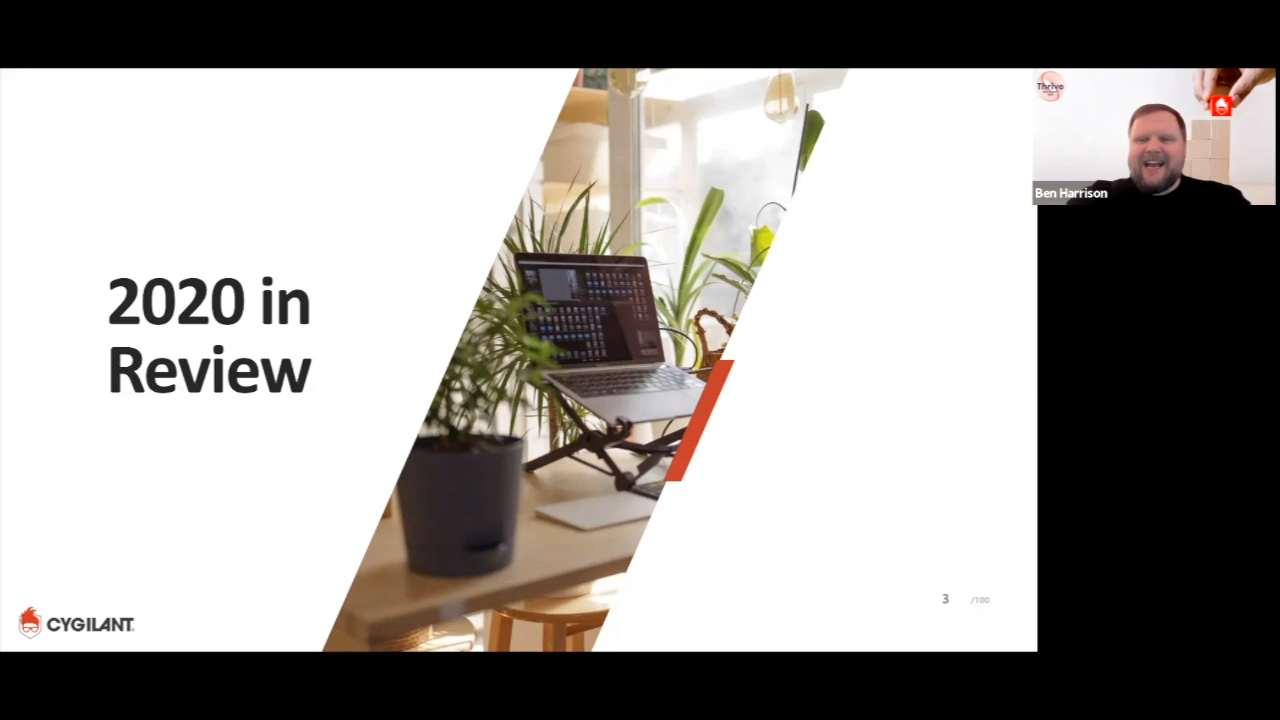 2020 in
Review
CYGILANT
3 /100
Thrive
Ben Harrison